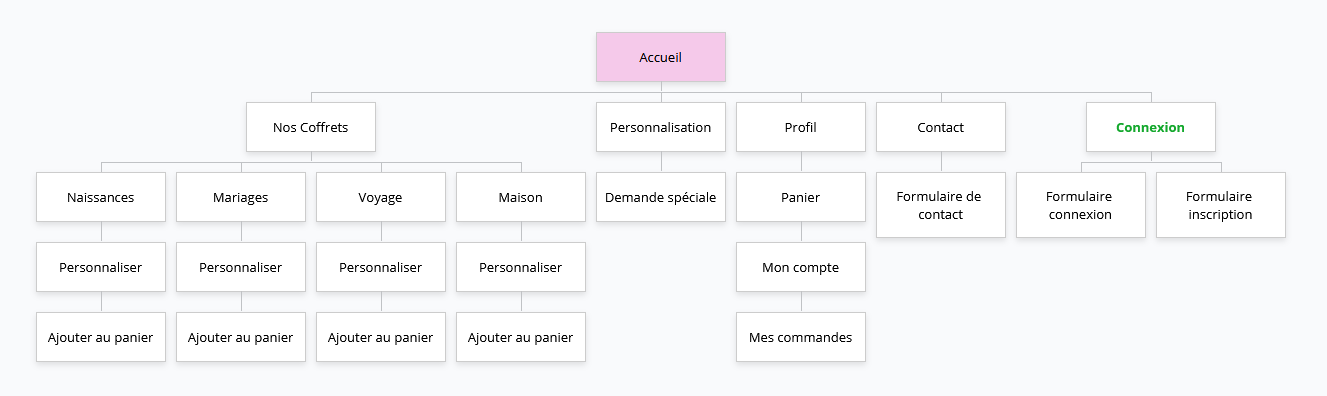 Accueil
Nos Coffrets
Personnalisation
Profil
Contact
Connexion
Naissances
Mariages
Voyage
Maison
Demande spéciale
Panier
Formulaire de
contact
Formulaire
connexion
Formulaire
inscription
Personnaliser
Personnaliser
Personnaliser
Personnaliser
Mon compte
Ajouter au panier
Ajouter au panier
Ajouter au panier
Ajouter au panier
Mes commandes